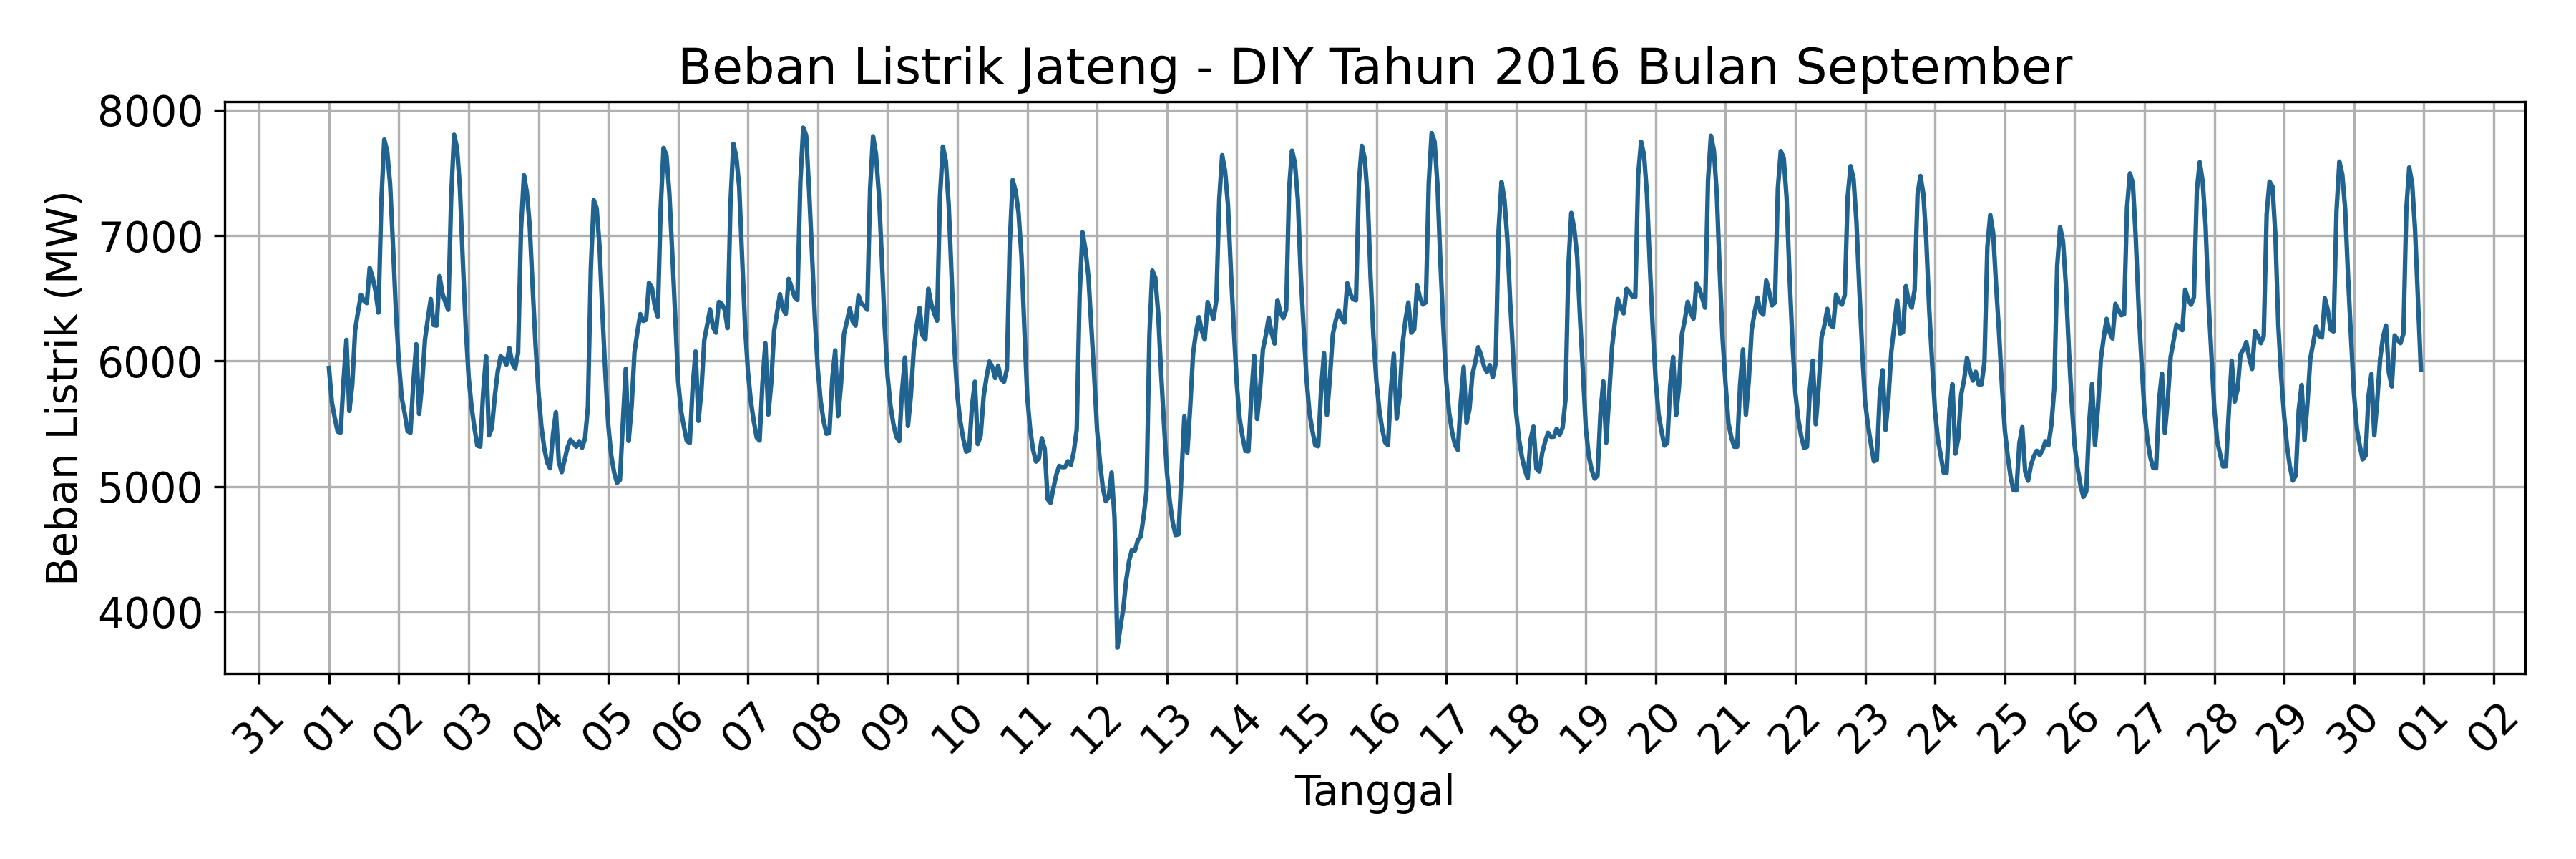 Beban Listrik Jateng - DIY Tahun 2016 Bulan September
Beban Listrik (MW)
8000
7000
6000
5000
4000
31 01 02 03 04 05 06 07 08 09 10 11 12 13 14 15 16 17 18 19 20 21 22 23 24 25 26 27 28 29 30 01 02
Tanggal